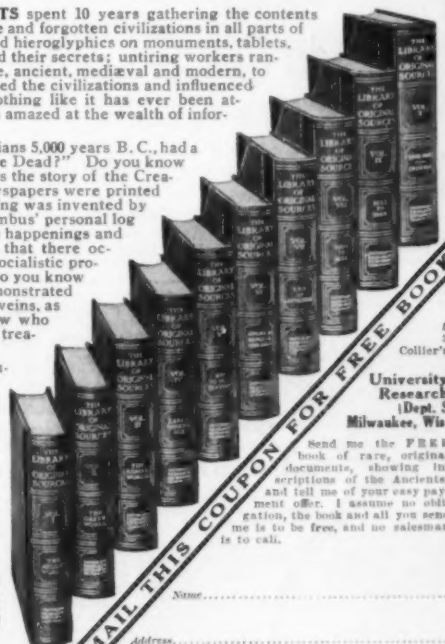 TS spent 10 years gathering the contents
e and forgotten civilizations in all parts of
d hieroglyphics on monuments, tablets,
d their secrets; untiring workers ran-
e, ancient, mediæval and modern, to
ed the civilizations and influenced
othing like it has ever been at-
amazed at the wealth of infor-
ians 5,000 years B.C., had a
e Dead?" Do you know
s the story of the Crea-
wspapers were printed
ng was invented by
mbus' personal log
happenings and
that there oc-
ocialistic pro-
o you know
monstrated
veins, as
w who
trea-
THE
LIBRARY
OF
ORIGINAL
SOURCES
MAIL THIS COUPON FOR FREE BOOK
Collier's
University
Research
(Dept. S
Milwaukee, Wis
Send me the FREE
book of rare, origina
documents, showing in
scriptions of the Ancients
and tell me of your easy pay
ment offer. I assume no obli
gation, the book and all you send
me is to be free, and no salesman
is to call.
Name
Address